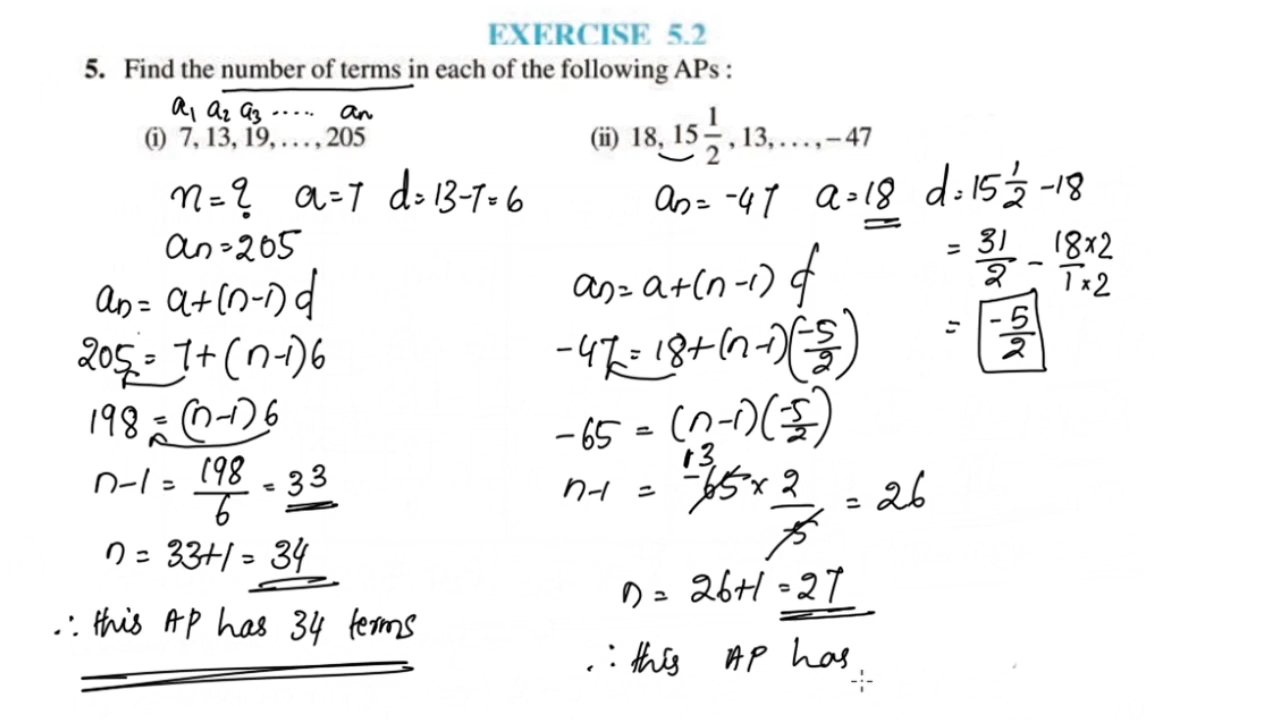 EXERCISE 5.2
5. Find the number of terms in each of the following APs :
a1 a2 a3 ..... an
(i) 7, 13, 19, . . . , 205
n = ? a = 7 d = 13-7 = 6
an = 205
an = a+(n-1) d
205 = 7+(n-1)6
198 = (n-1)6
n-1 = 198/6 = 33
n = 33+1 = 34
∴ this AP has 34 terms
(ii) 18, 15 1/2, 13, . . . , – 47
an = -47 a = 18 d = 15 1/2 -18
= 31/2 - 18×2/1×2
= -5/2
an = a+(n-1) d
-47 = 18+(n-1)(-5/2)
-65 = (n-1)(-5/2)
13
n-1 = -65 × 2/-5 = 26
n = 26+1 = 27
∴ this AP has